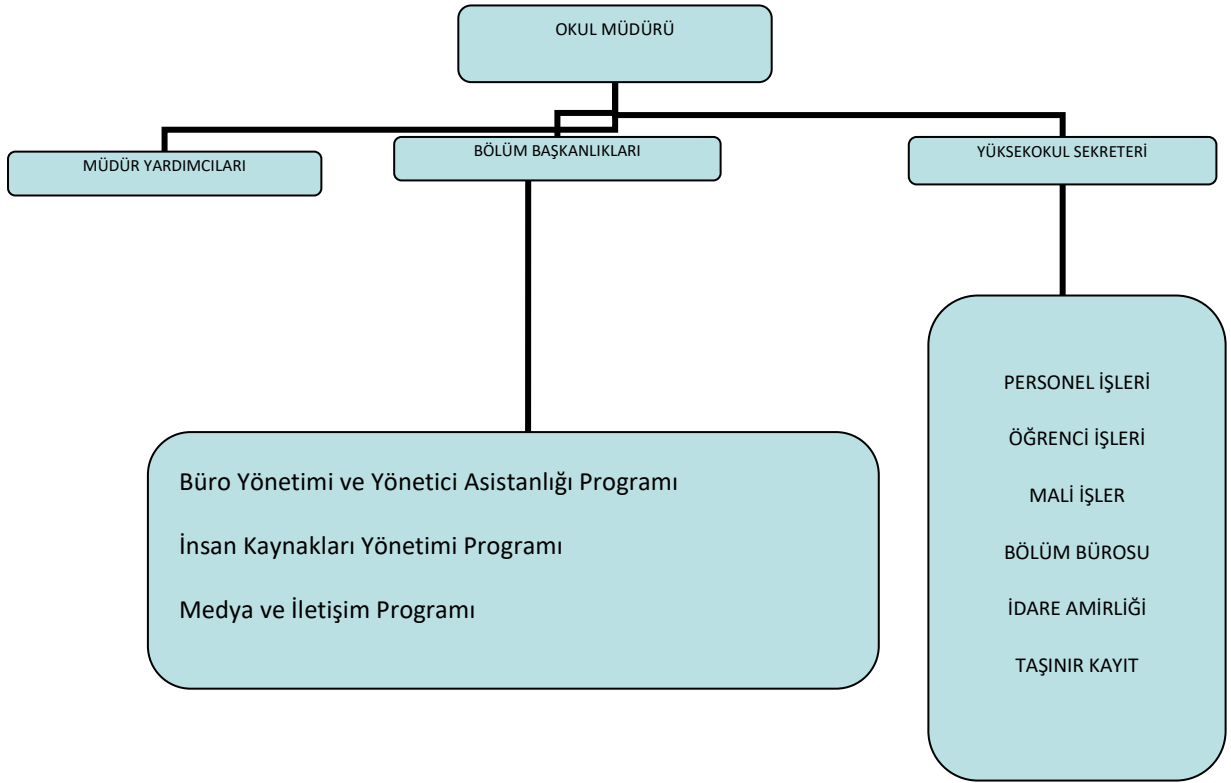 OKUL MÜDÜRÜ
MÜDÜR YARDIMCILARI
BÖLÜM BAŞKANLIKLARI
YÜKSEKOKUL SEKRETERİ
Büro Yönetimi ve Yönetici Asistanlığı Programı
İnsan Kaynakları Yönetimi Programı
Medya ve İletişim Programı
PERSONEL İŞLERİ
ÖĞRENCİ İŞLERİ
MALİ İŞLER
BÖLÜM BÜROSU
İDARE AMİRLİĞİ
TAŞINIR KAYIT